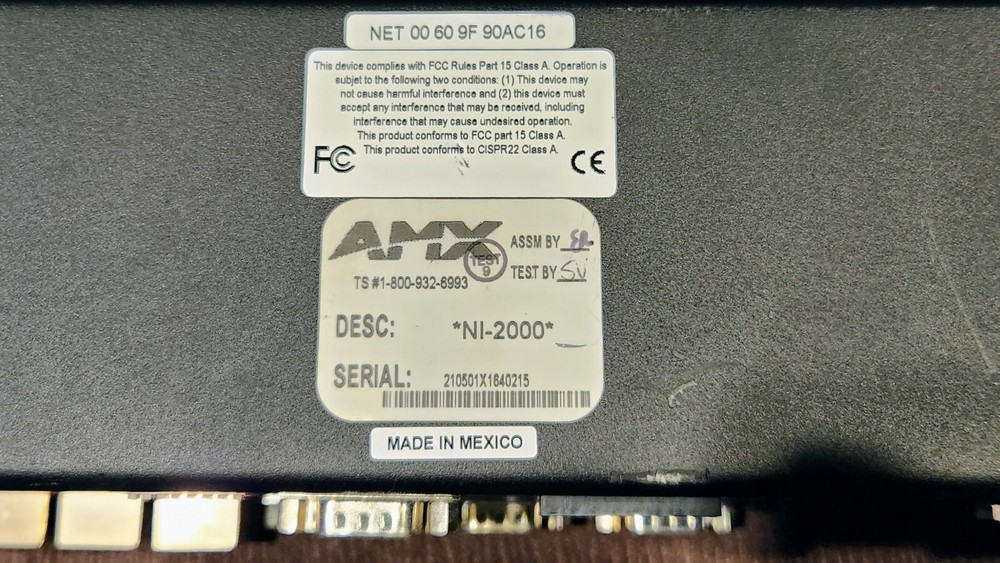 NET 00 60 9F 90AC16
This device complies with FCC Rules Part 15 Class A. Operation is
subjet to the following two conditions: (1) This device may
not cause harmful interference and (2) this device must
accept any interference that may be received, including
interference that may cause undesired operation.
This product conforms to FCC part 15 Class A.
This product conforms to CISPR22 Class A.
FC CE
AMX
TEST 9
ASSM BY
TEST BY SV
TS #1-800-932-6993
DESC: *NI-2000*
SERIAL: 210501X1640215
MADE IN MEXICO